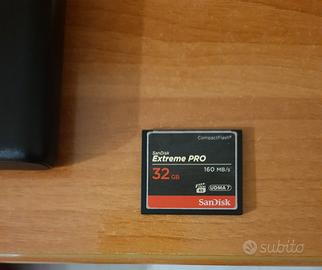 CompactFlash®
SanDisk
Extreme PRO
32 GB
160 MB/s
UDMA 7
SanDisk
subito